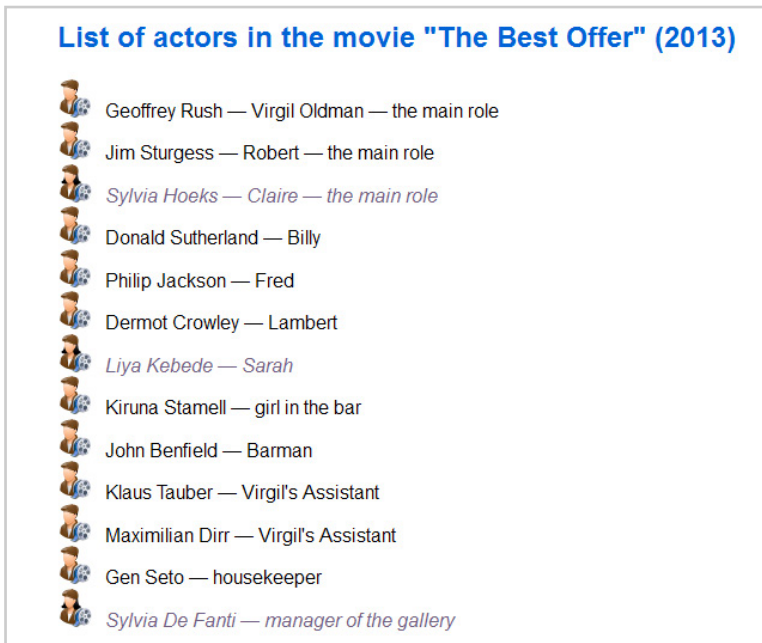 List of actors in the movie "The Best Offer" (2013)
Geoffrey Rush — Virgil Oldman — the main role
Jim Sturgess — Robert — the main role
Sylvia Hoeks — Claire — the main role
Donald Sutherland — Billy
Philip Jackson — Fred
Dermot Crowley — Lambert
Liya Kebede — Sarah
Kiruna Stamell — girl in the bar
John Benfield — Barman
Klaus Tauber — Virgil's Assistant
Maximilian Dirr — Virgil's Assistant
Gen Seto — housekeeper
Sylvia De Fanti — manager of the gallery